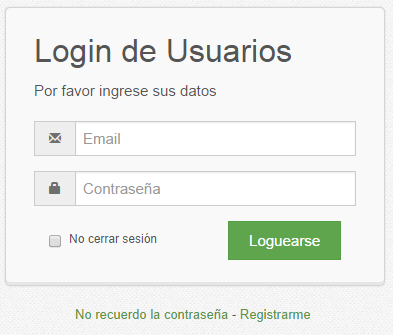 Login de Usuarios
Por favor ingrese sus datos
Email
Contraseña
No cerrar sesión
Loguearse
No recuerdo la contraseña - Registrarme